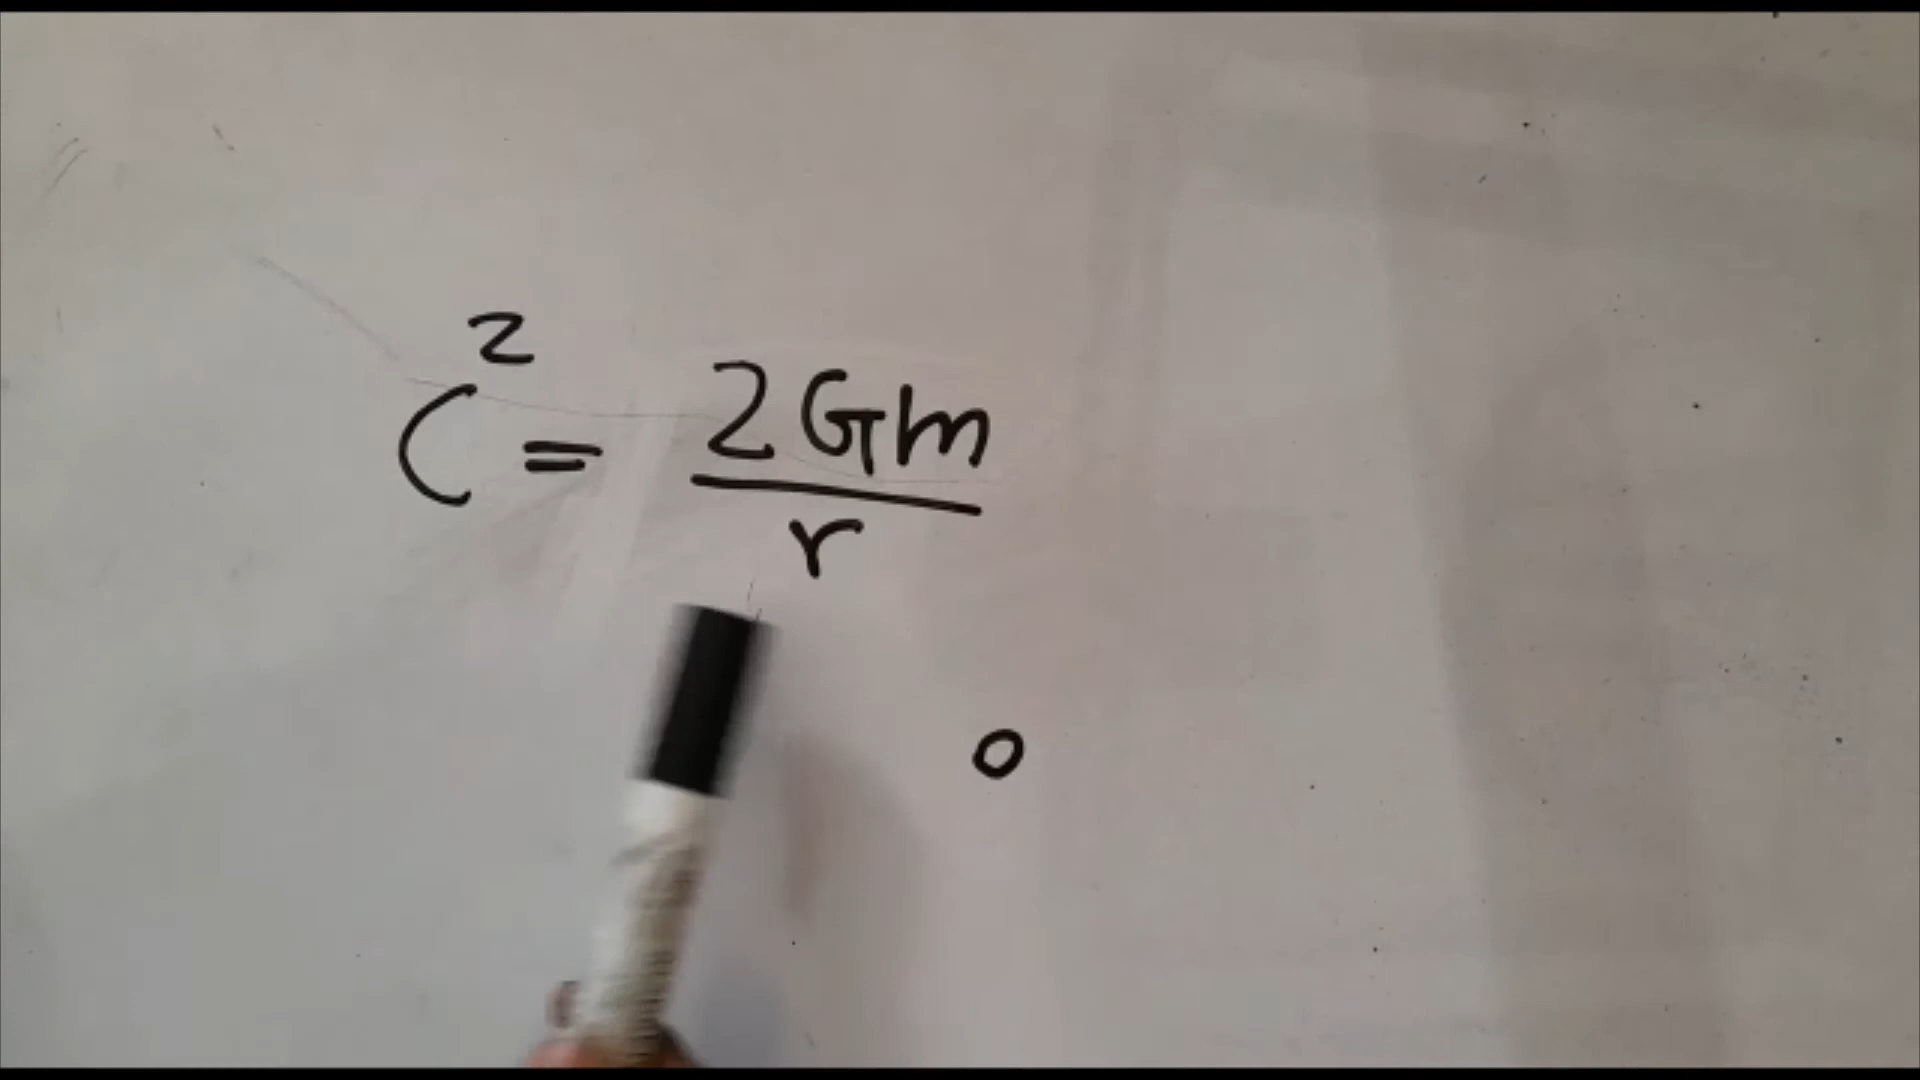 C² = 2Gm/r
o